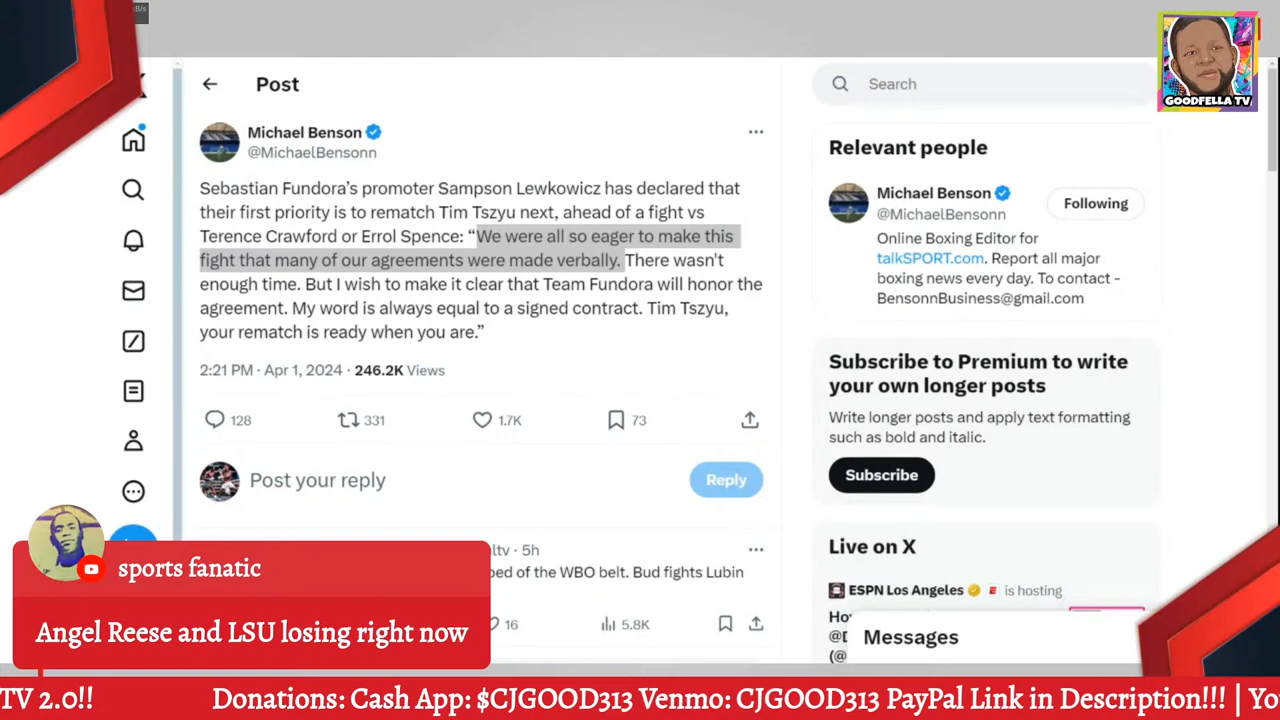 B/s
GOODFELLA TV
Post
Search
Michael Benson
@MichaelBensonn
Sebastian Fundora's promoter Sampson Lewkowicz has declared that
their first priority is to rematch Tim Tszyu next, ahead of a fight vs
Terence Crawford or Errol Spence: “We were all so eager to make this
fight that many of our agreements were made verbally. There wasn't
enough time. But I wish to make it clear that Team Fundora will honor the
agreement. My word is always equal to a signed contract. Tim Tszyu,
your rematch is ready when you are.”
2:21 PM · Apr 1, 2024 · 246.2K Views
128
331
1.7K
73
Post your reply
Reply
ltv · 5h
ped of the WBO belt. Bud fights Lubin
16
5.8K
Relevant people
Michael Benson
@MichaelBensonn
Following
Online Boxing Editor for
talkSPORT.com. Report all major
boxing news every day. To contact -
BensonnBusiness@gmail.com
Subscribe to Premium to write
your own longer posts
Write longer posts and apply text formatting
such as bold and italic.
Subscribe
Live on X
ESPN Los Angeles E is hosting
Ho
@D
(@
Messages
sports fanatic
Angel Reese and LSU losing right now
TV 2.0!! Donations: Cash App: $CJGOOD313 Venmo: CJGOOD313 PayPal Link in Description!!! | Yo